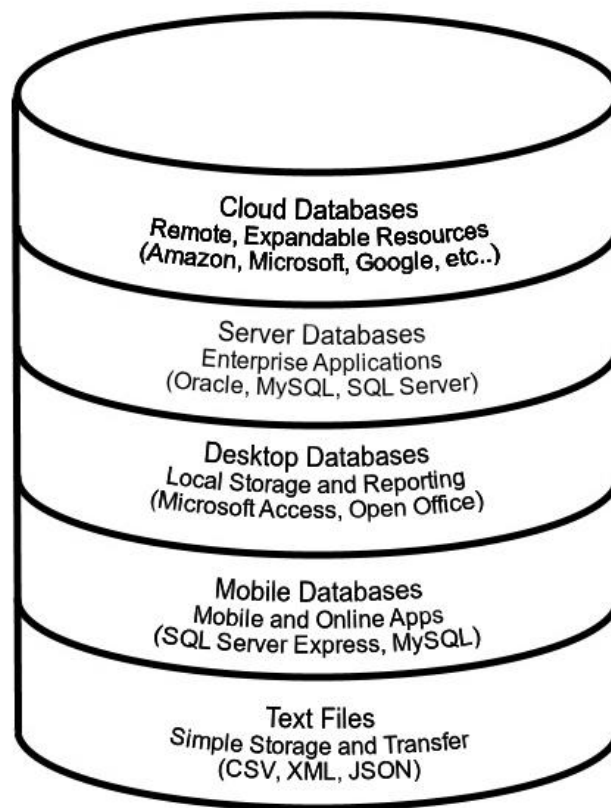 Cloud Databases
Remote, Expandable Resources
(Amazon, Microsoft, Google, etc..)
Server Databases
Enterprise Applications
(Oracle, MySQL, SQL Server)
Desktop Databases
Local Storage and Reporting
(Microsoft Access, Open Office)
Mobile Databases
Mobile and Online Apps
(SQL Server Express, MySQL)
Text Files
Simple Storage and Transfer
(CSV, XML, JSON)